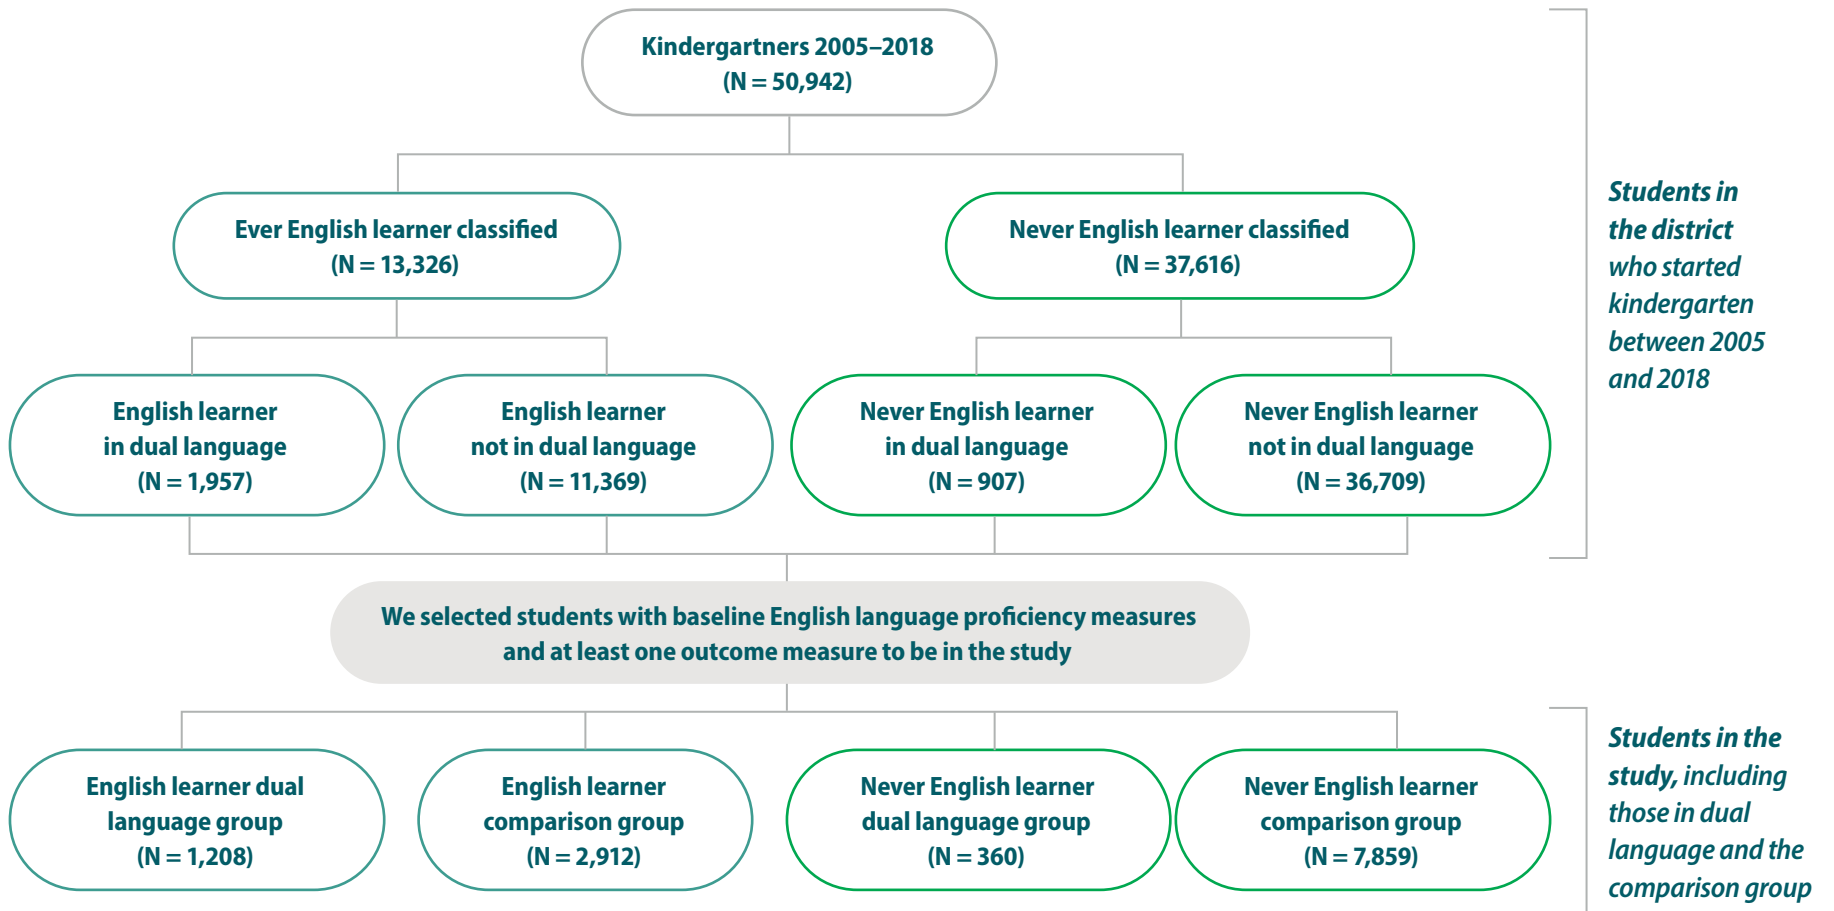 Kindergartners 2005–2018
(N = 50,942)
Ever English learner classified
(N = 13,326)
Never English learner classified
(N = 37,616)
English learner
in dual language
(N = 1,957)
English learner
not in dual language
(N = 11,369)
Never English learner
in dual language
(N = 907)
Never English learner
not in dual language
(N = 36,709)
Students in
the district
who started
kindergarten
between 2005
and 2018
We selected students with baseline English language proficiency measures
and at least one outcome measure to be in the study
English learner dual
language group
(N = 1,208)
English learner
comparison group
(N = 2,912)
Never English learner
dual language group
(N = 360)
Never English learner
comparison group
(N = 7,859)
Students in the
study, including
those in dual
language and the
comparison group